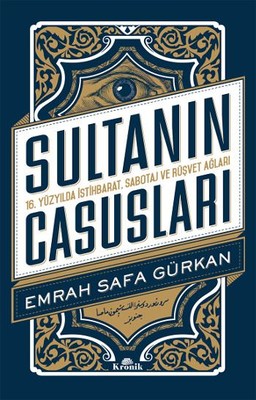 SULTANIN
16. YÜZYILDA İSTİHBARAT, SABOTAJ VE RÜŞVET AĞLARI
CASUSLARI
EMRAH SAFA GÜRKAN
Kronik